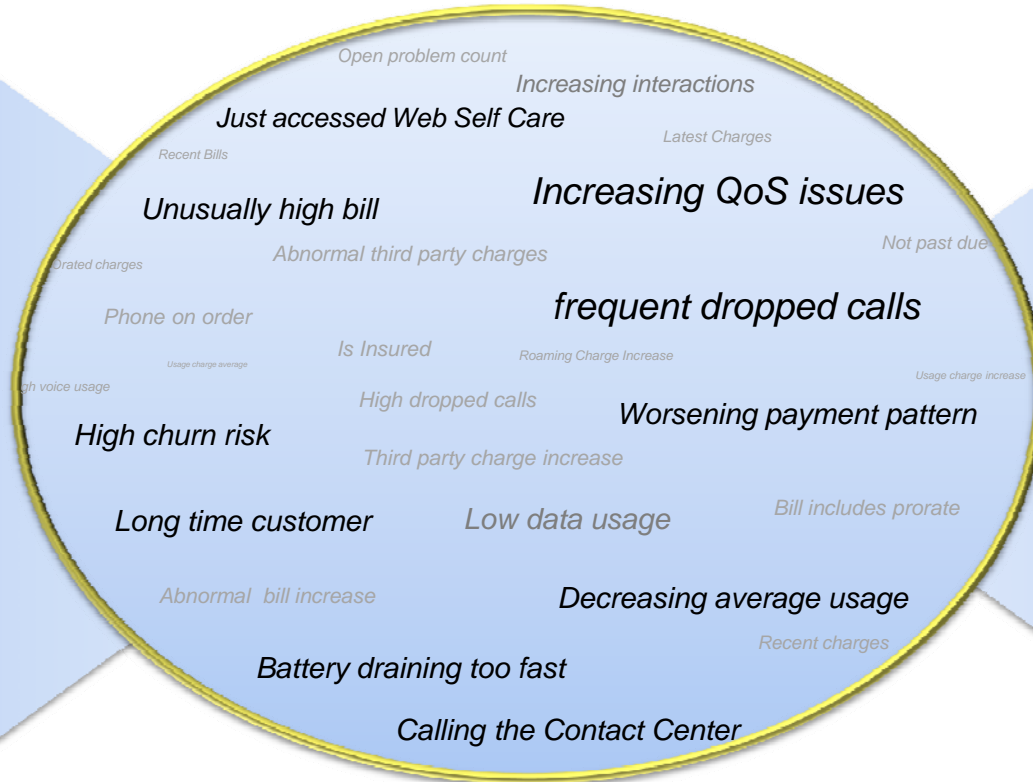 Open problem count
Increasing interactions
Just accessed Web Self Care
Latest Charges
Recent Bills
Increasing QoS issues
Unusually high bill
Not past due
Abnormal third party charges
Orated charges
frequent dropped calls
Phone on order
Is Insured
Roaming Charge Increase
Usage charge average
Usage charge increase
gh voice usage
High dropped calls
Worsening payment pattern
High churn risk
Third party charge increase
Bill includes prorate
Long time customer
Low data usage
Abnormal bill increase
Decreasing average usage
Recent charges
Battery draining too fast
Calling the Contact Center